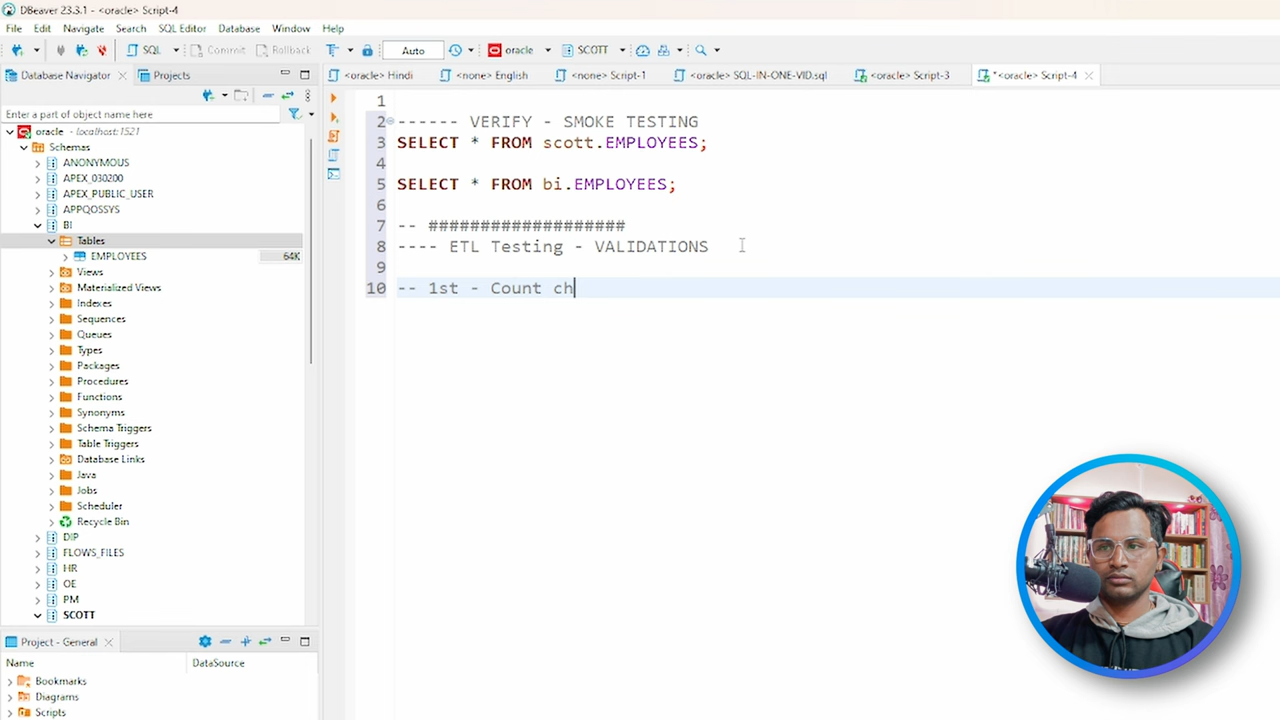 DBeaver 23.3.1 - <oracle> Script-4
File Edit Navigate Search SQL Editor Database Window Help
SQL Commit Rollback Auto oracle SCOTT
Database Navigator Projects
<oracle> Hindi <none> English <none> Script-1 <oracle> SQL-IN-ONE-VID.sql <oracle> Script-3 *<oracle> Script-4
Enter a part of object name here
oracle - localhost:1521
Schemas
ANONYMOUS
APEX_030200
APEX_PUBLIC_USER
APPQOSSYS
BI
Tables
EMPLOYEES 64K
Views
Materialized Views
Indexes
Sequences
Queues
Types
Packages
Procedures
Functions
Synonyms
Schema Triggers
Table Triggers
Database Links
Java
Jobs
Scheduler
Recycle Bin
DIP
FLOWS_FILES
HR
OE
PM
SCOTT
Project - General
Name DataSource
Bookmarks
Diagrams
Scripts
1
2 ------ VERIFY - SMOKE TESTING
3 SELECT * FROM scott.EMPLOYEES;
4
5 SELECT * FROM bi.EMPLOYEES;
6
7 -- ###################
8 ---- ETL Testing - VALIDATIONS
9
10 -- 1st - Count ch